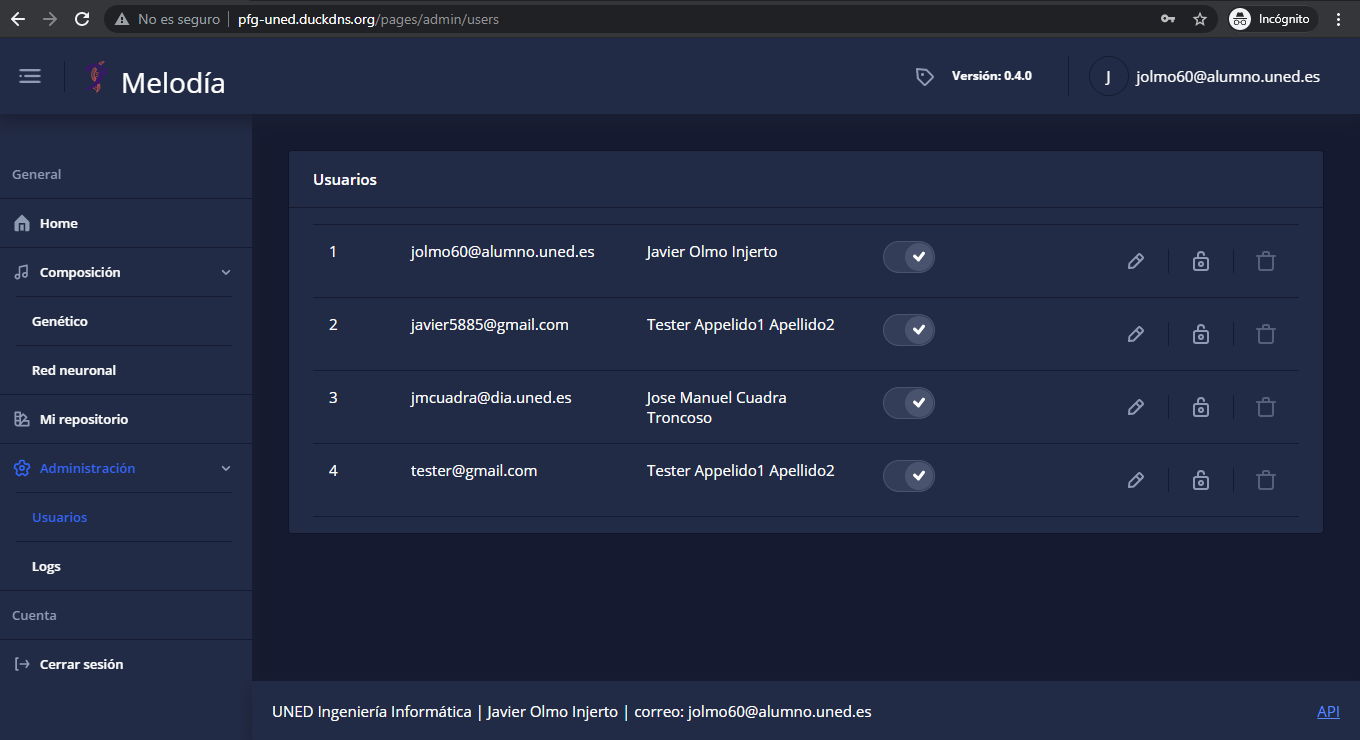 No es seguro | pfg-uned.duckdns.org/pages/admin/users
Incógnito
Melodía
Versión: 0.4.0
J
jolmo60@alumno.uned.es
General
Home
Composición
Genético
Red neuronal
Mi repositorio
Administración
Usuarios
Logs
Cuenta
Cerrar sesión
Usuarios
1 jolmo60@alumno.uned.es Javier Olmo Injerto
2 javier5885@gmail.com Tester Appelido1 Apellido2
3 jmcuadra@dia.uned.es Jose Manuel Cuadra
Troncoso
4 tester@gmail.com Tester Appelido1 Apellido2
UNED Ingeniería Informática | Javier Olmo Injerto | correo: jolmo60@alumno.uned.es
API